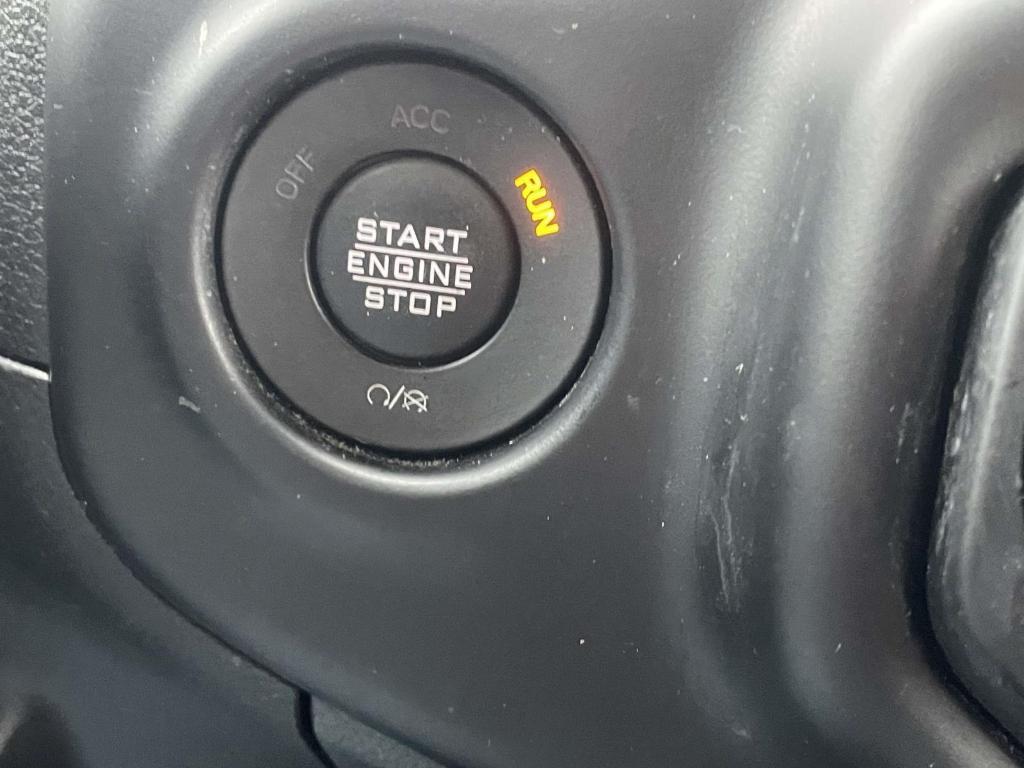 ACC
OFF
RUN
START
ENGINE
STOP